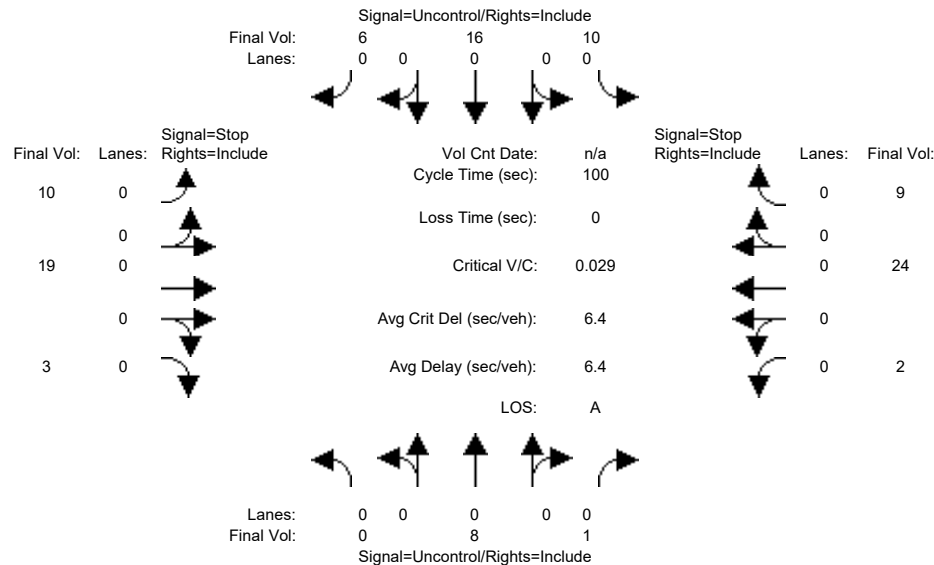 Signal=Uncontrol/Rights=Include
Final Vol: 6 16 10
Lanes: 0 0 0 0 0
Signal=Stop Signal=Stop
Final Vol: Lanes: Rights=Include Vol Cnt Date: n/a Rights=Include Lanes: Final Vol:
Cycle Time (sec): 100
10 0 0 9
Loss Time (sec): 0
0 0
19 0 Critical V/C: 0.029 0 24
0 Avg Crit Del (sec/veh): 6.4 0
3 0 Avg Delay (sec/veh): 6.4 0 2
LOS: A
Lanes: 0 0 0 0 0
Final Vol: 0 8 1
Signal=Uncontrol/Rights=Include